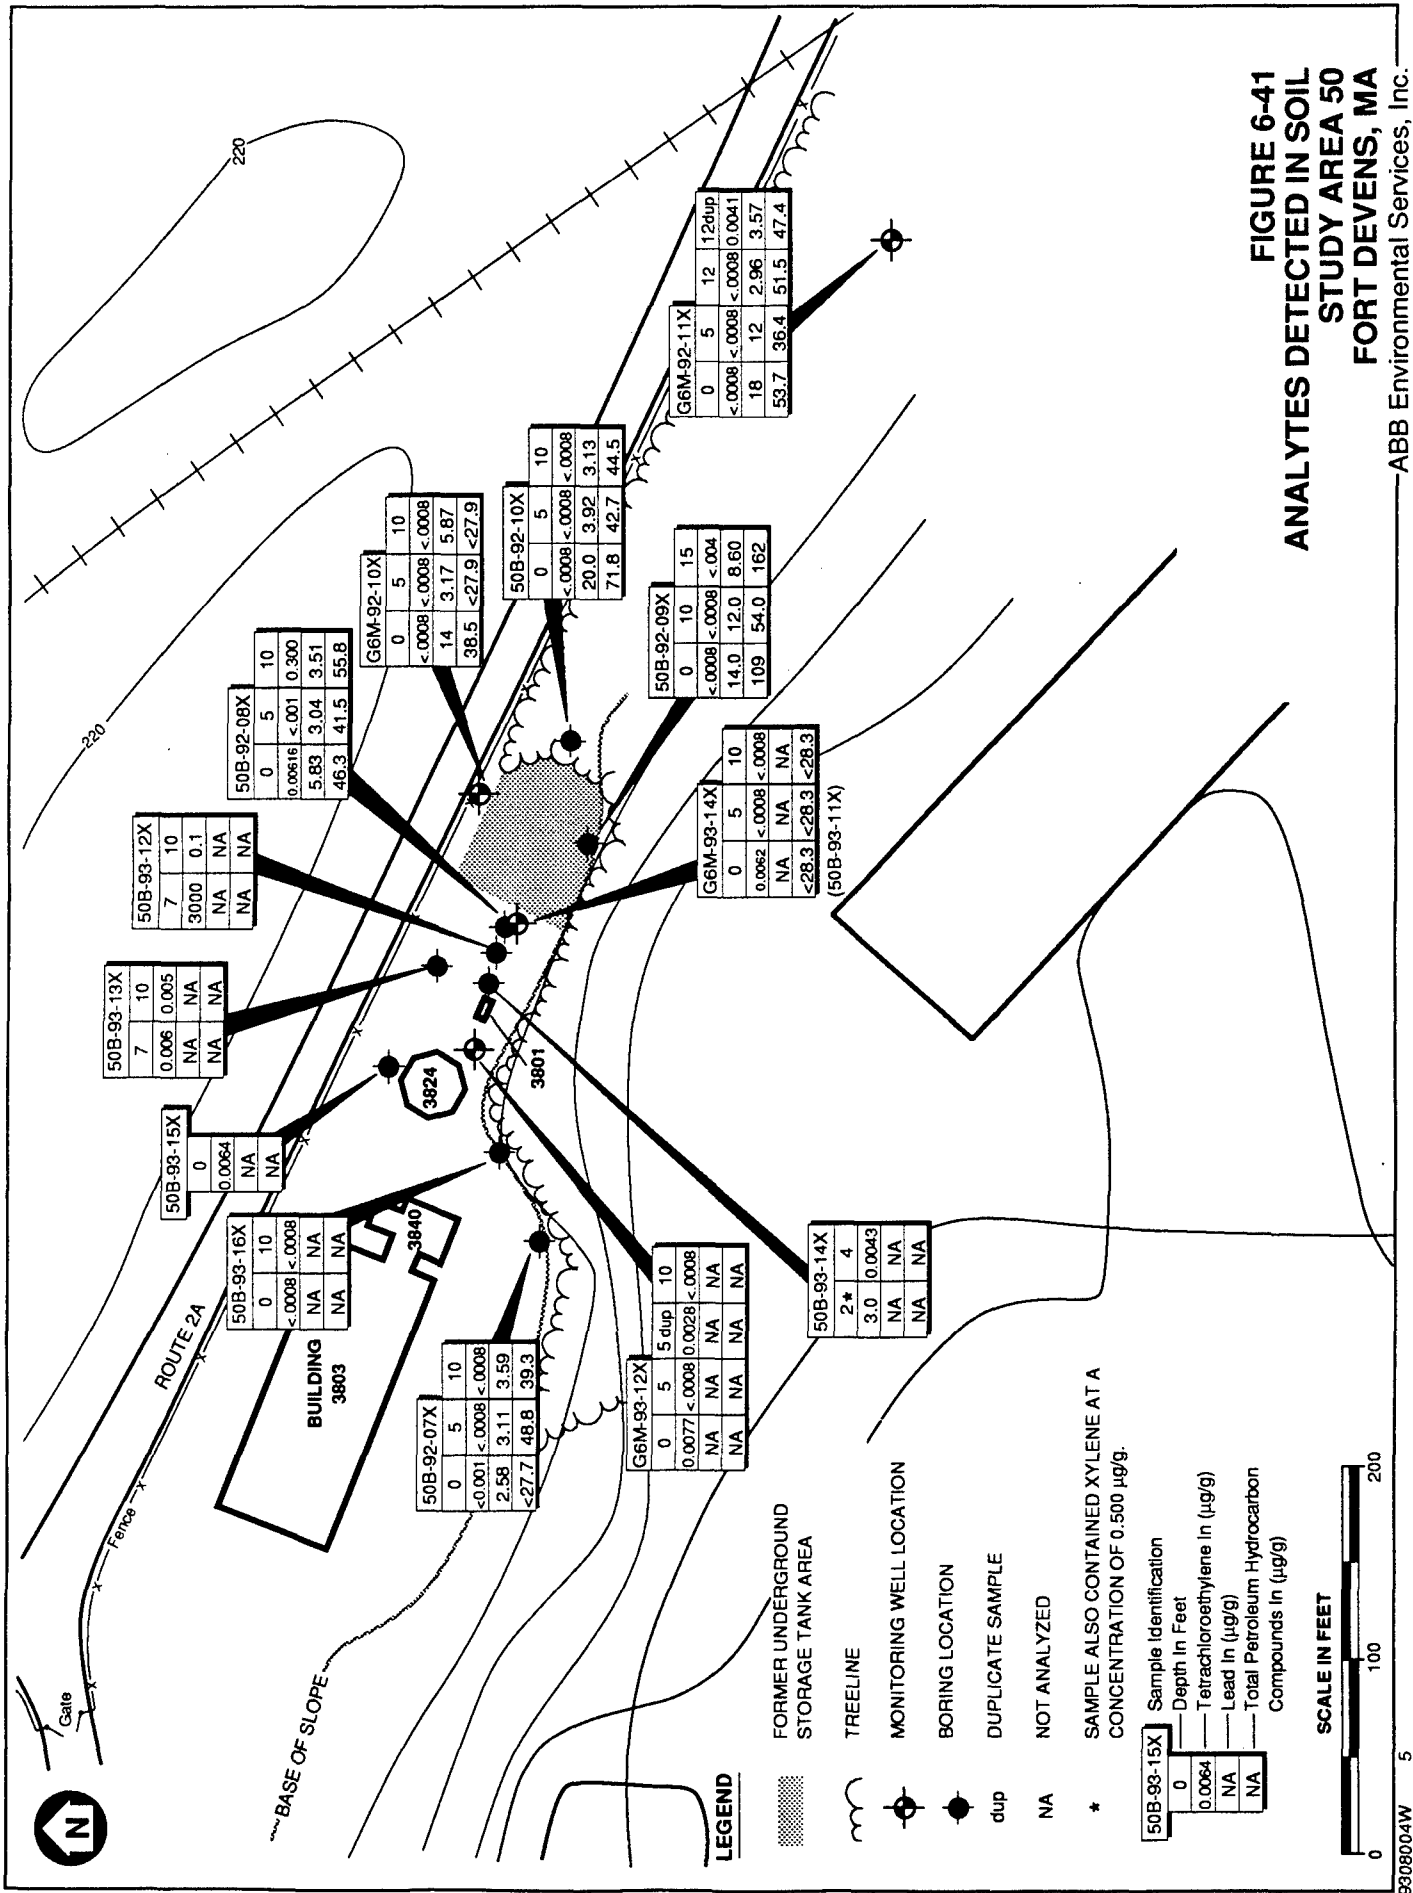 N
Gate
Fence
ROUTE 2A
BUILDING
3803
3840
3824
3801
BASE OF SLOPE
220
220
50B-93-15X
0
0.0064
NA
NA
50B-93-13X
7 10
0.006 0.005
NA NA
NA NA
50B-93-12X
7 10
3000 0.1
NA NA
NA NA
50B-92-08X
0 5 10
0.00616 <.001 0.300
5.83 3.04 3.51
46.3 41.5 55.8
G6M-92-10X
0 5 10
<.0008 <.0008 <.0008
14 3.17 5.87
38.5 <27.9 <27.9
50B-92-10X
0 5 10
<.0008 <.0008 <.0008
20.0 3.92 3.13
71.8 42.7 44.5
G6M-92-11X
0 5 12 12dup
<.0008 <.0008 <.0008 0.0041
18 12 2.96 3.57
53.7 36.4 51.5 47.4
50B-93-16X
0 10
<.0008 <.0008
NA NA
NA NA
50B-92-07X
0 5 10
<0.001 <.0008 <.0008
2.58 3.11 3.59
<27.7 48.8 39.3
G6M-93-12X
0 5 5 dup 10
0.0077 <.0008 0.0028 <.0008
NA NA NA NA
NA NA NA NA
50B-93-14X
2* 4
3.0 0.0043
NA NA
NA NA
G6M-93-14X
0 5 10
0.0062 <.0008 <.0008
NA NA NA
<28.3 <28.3 <28.3
(50B-93-11X)
50B-92-09X
0 10 15
<.0008 <.0008 <.004
14.0 12.0 8.60
109 54.0 162
LEGEND
FORMER UNDERGROUND
STORAGE TANK AREA
TREELINE
MONITORING WELL LOCATION
BORING LOCATION
dup DUPLICATE SAMPLE
NA NOT ANALYZED
* SAMPLE ALSO CONTAINED XYLENE AT A
CONCENTRATION OF 0.500 µg/g.
50B-93-15X Sample Identification
0 Depth In Feet
0.0064 Tetrachloroethylene In (µg/g)
NA Lead In (µg/g)
NA Total Petroleum Hydrocarbon
Compounds In (µg/g)
SCALE IN FEET
0 100 200
FIGURE 6-41
ANALYTES DETECTED IN SOIL
STUDY AREA 50
FORT DEVENS, MA
ABB Environmental Services, Inc.
9308004W 5